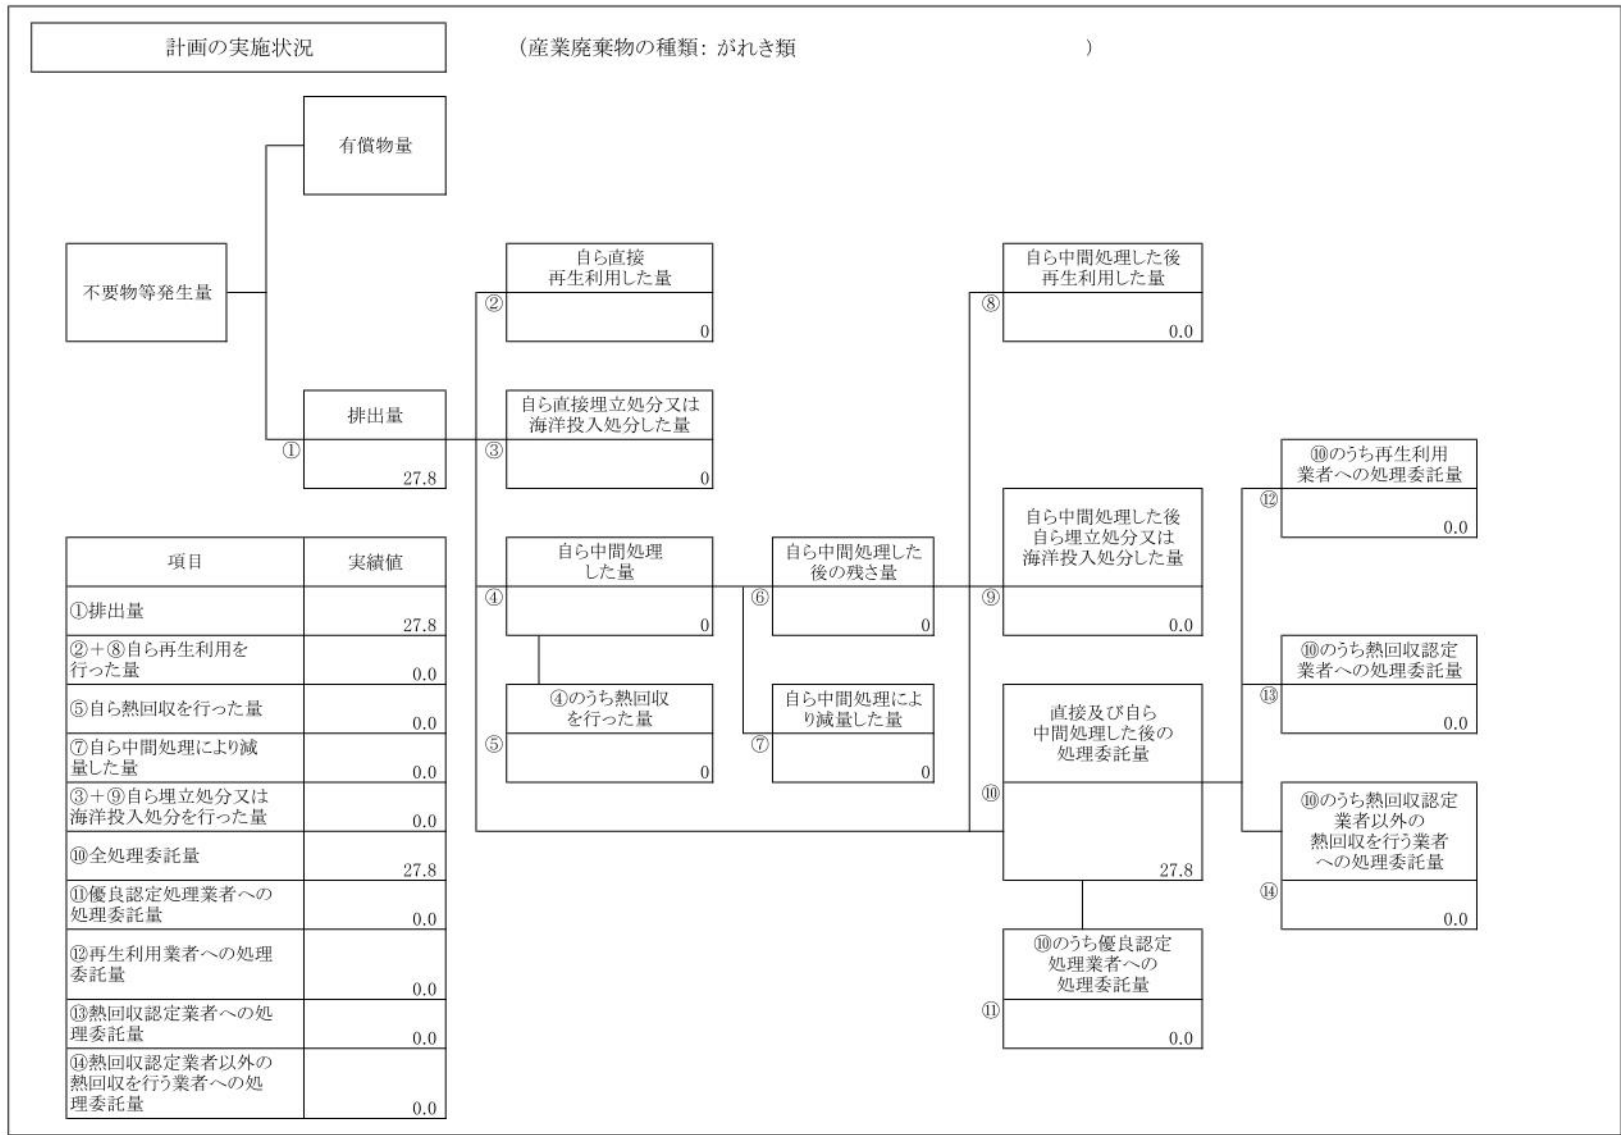 計画の実施状況
（産業廃棄物の種類：がれき類　）
有償物量
不要物等発生量
自ら直接
再生利用した量
②
0
自ら中間処理した後
再生利用した量
⑧
0.0
排出量
①
27.8
自ら直接埋立処分又は
海洋投入処分した量
③
0
⑩のうち再生利用
業者への処理委託量
⑫
0.0
自ら中間処理した後
自ら埋立処分又は
海洋投入処分した量
⑨
0.0
自ら中間処理
した量
④
0
自ら中間処理した
後の残さ量
⑥
0
⑩のうち熱回収認定
業者への処理委託量
⑬
0.0
④のうち熱回収
を行った量
⑤
0
自ら中間処理によ
り減量した量
⑦
0
直接及び自ら
中間処理した後の
処理委託量
⑩
27.8
⑩のうち熱回収認定
業者以外の
熱回収を行う業者
への処理委託量
⑭
0.0
⑩のうち優良認定
処理業者への
処理委託量
⑪
0.0
項目 実績値
①排出量
27.8
②＋⑧自ら再生利用を
行った量
0.0
⑤自ら熱回収を行った量
0.0
⑦自ら中間処理により減
量した量
0.0
③＋⑨自ら埋立処分又は
海洋投入処分を行った量
0.0
⑩全処理委託量
27.8
⑪優良認定処理業者への
処理委託量
0.0
⑫再生利用業者への処理
委託量
0.0
⑬熱回収認定業者への処
理委託量
0.0
⑭熱回収認定業者以外の
熱回収を行う業者への処
理委託量
0.0